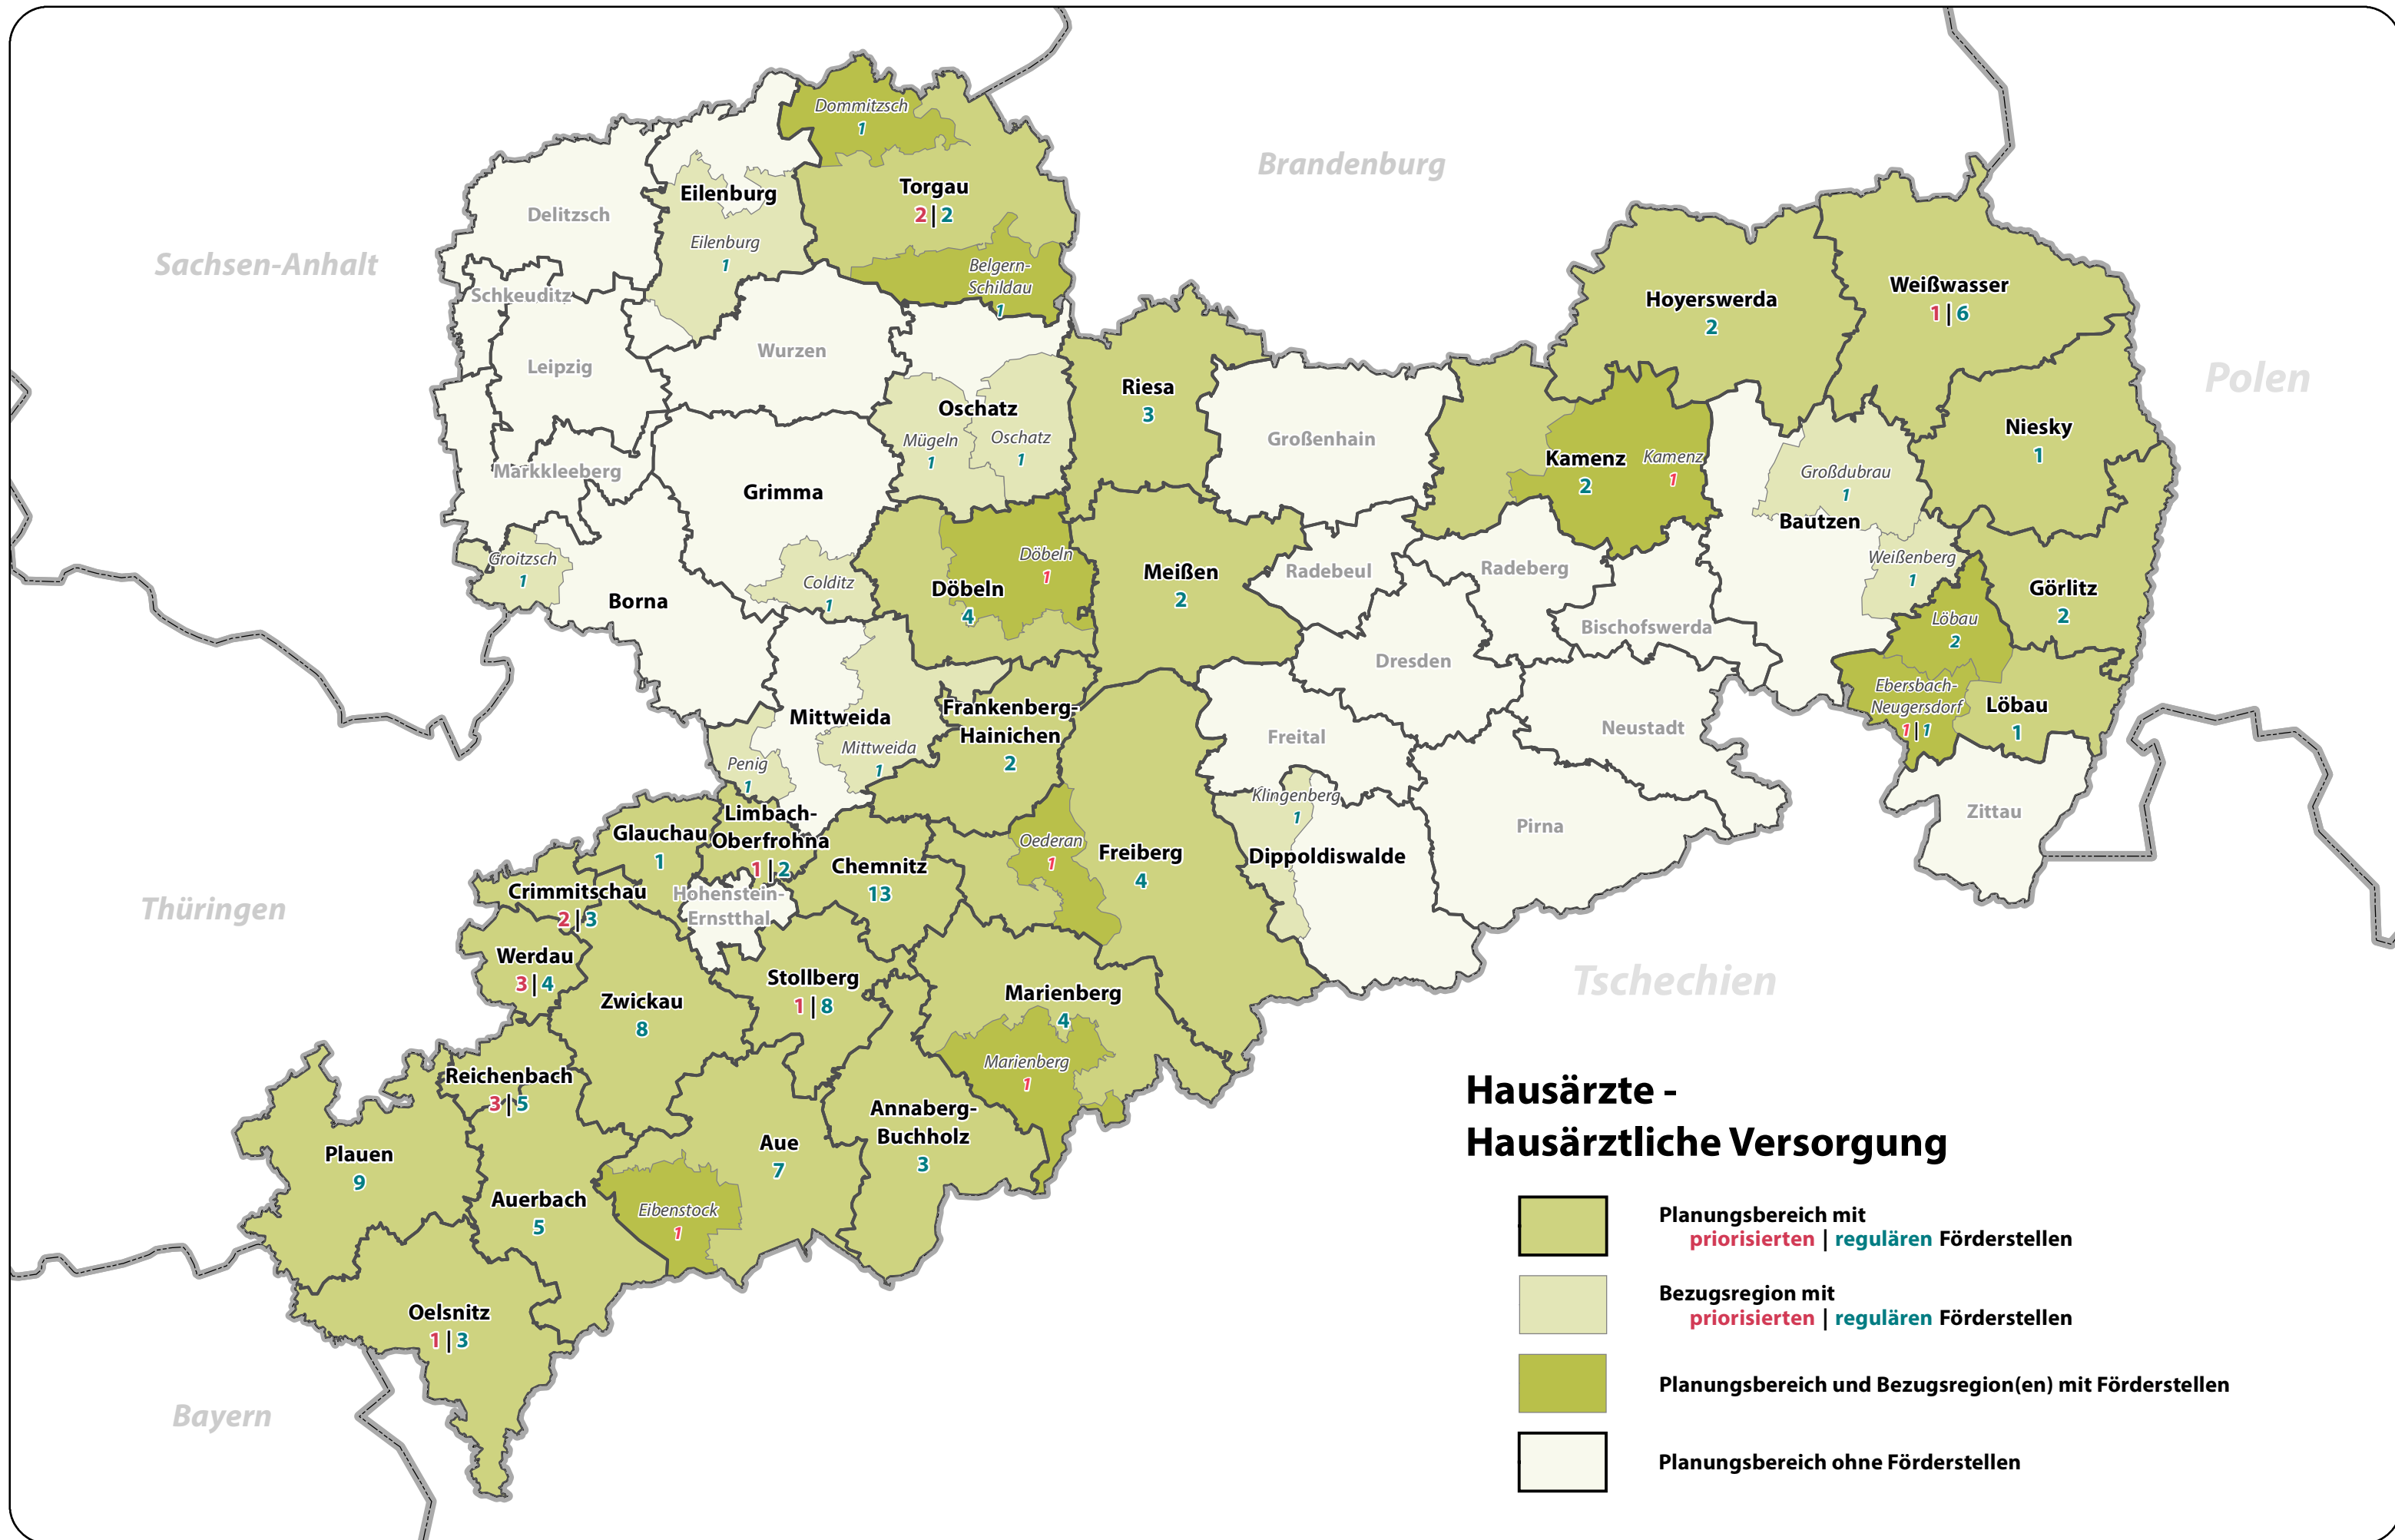 Dommitzsch
1
Brandenburg
Torgau
2 | 2
Eilenburg
Delitzsch
Eilenburg
1
Sachsen-Anhalt
Belgern-
Schildau
1
Schkeuditz
Hoyerswerda
2
Weißwasser
1 | 6
Wurzen
Leipzig
Polen
Riesa
3
Oschatz
Mügeln
1
Oschatz
1
Großenhain
Niesky
1
Kamenz
2
Kamenz
1
Großdubrau
1
Markkleeberg
Grimma
Bautzen
Groitzsch
1
Colditz
1
Döbeln
1
Döbeln
4
Meißen
2
Radebeul
Radeberg
Weißenberg
1
Görlitz
2
Borna
Bischofswerda
Löbau
2
Dresden
Ebersbach-
Neugersdorf
1 | 1
Löbau
1
Mittweida
Frankenberg-
Hainichen
2
Freital
Neustadt
Mittweida
1
Penig
1
Klingenberg
1
Zittau
Limbach-
Oberfrohna
1 | 2
Glauchau
1
Pirna
Oederan
1
Freiberg
4
Dippoldiswalde
Chemnitz
13
Crimmitschau
2 | 3
Hohenstein-
Ernstthal
Thüringen
Werdau
3 | 4
Stollberg
1 | 8
Tschechien
Zwickau
8
Marienberg
4
Marienberg
1
Reichenbach
3 | 5
Annaberg-
Buchholz
3
Plauen
9
Aue
7
Auerbach
5
Eibenstock
1
Oelsnitz
1 | 3
Bayern
Hausärzte -
Hausärztliche Versorgung
Planungsbereich mit
priorisierten | regulären Förderstellen
Bezugsregion mit
priorisierten | regulären Förderstellen
Planungsbereich und Bezugsregion(en) mit Förderstellen
Planungsbereich ohne Förderstellen